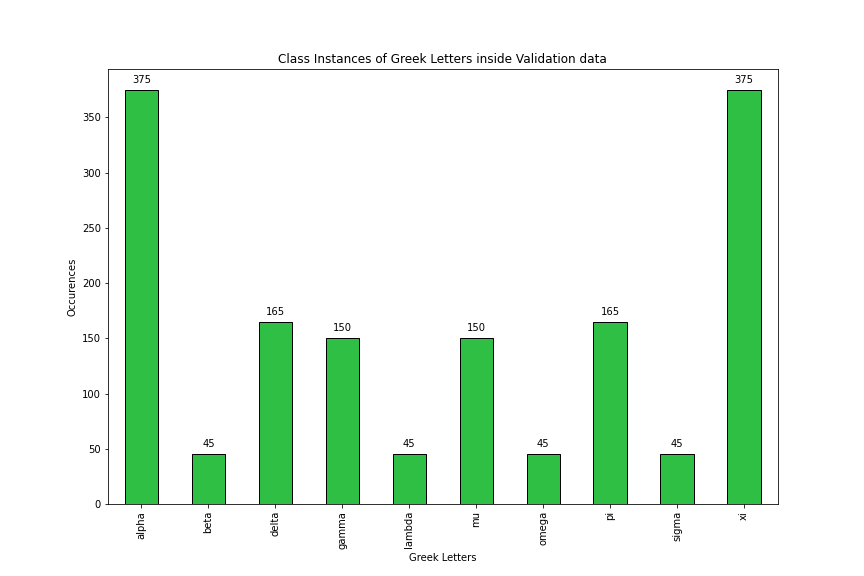 Class Instances of Greek Letters inside Validation data
375
45
165
150
45
150
45
165
45
375
350
300
250
200
150
100
50
0
Occurences
alpha
beta
delta
gamma
lambda
mu
omega
pi
sigma
xi
Greek Letters